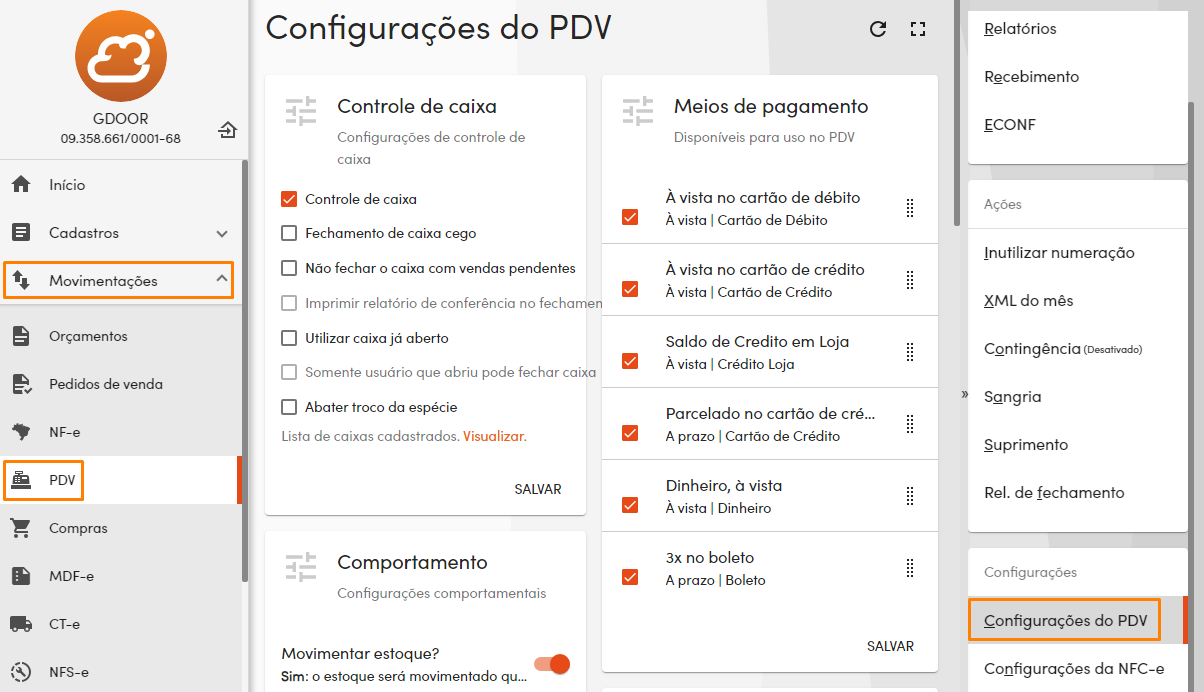 GDOOR
09.358.661/0001-68
Início
Cadastros
Movimentações
Orçamentos
Pedidos de venda
NF-e
PDV
Compras
MDF-e
CT-e
NFS-e
Configurações do PDV
Controle de caixa
Configurações de controle de
caixa
Controle de caixa
Fechamento de caixa cego
Não fechar o caixa com vendas pendentes
Imprimir relatório de conferência no fechamen
Utilizar caixa já aberto
Somente usuário que abriu pode fechar caixa
Abater troco da espécie
Lista de caixas cadastrados. Visualizar.
SALVAR
Comportamento
Configurações comportamentais
Movimentar estoque?
Sim: o estoque será movimentado qu...
Meios de pagamento
Disponíveis para uso no PDV
À vista no cartão de débito
À vista | Cartão de Débito
À vista no cartão de crédito
À vista | Cartão de Crédito
Saldo de Credito em Loja
À vista | Crédito Loja
Parcelado no cartão de cré...
A prazo | Cartão de Crédito
Dinheiro, à vista
À vista | Dinheiro
3x no boleto
A prazo | Boleto
SALVAR
»
Relatórios
Recebimento
ECONF
Ações
Inutilizar numeração
XML do mês
Contingência (Desativado)
Sangria
Suprimento
Rel. de fechamento
Configurações
Configurações do PDV
Configurações da NFC-e